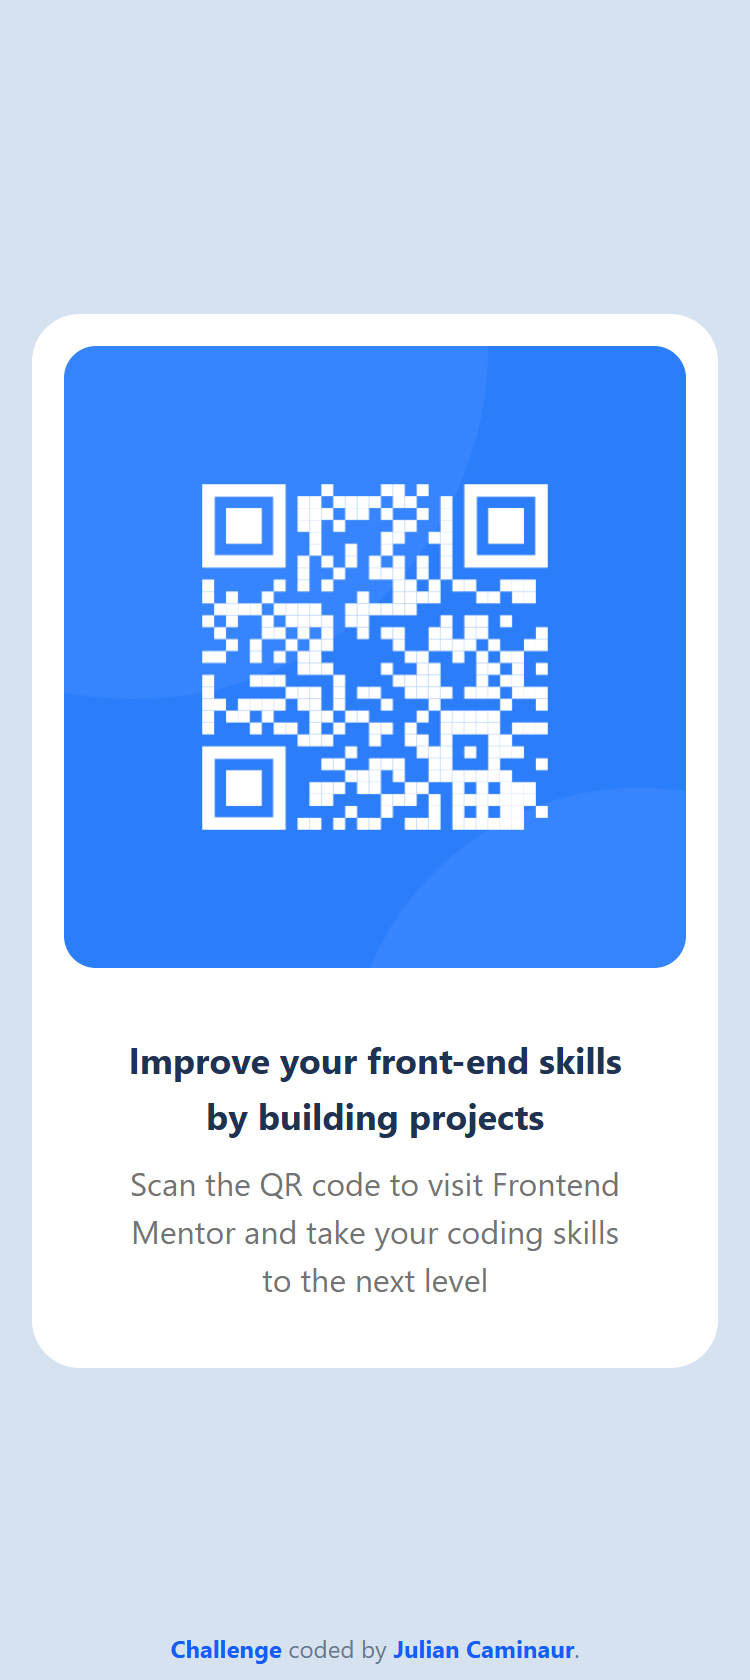 Improve your front-end skills
by building projects
Scan the QR code to visit Frontend
Mentor and take your coding skills
to the next level
Challenge coded by Julian Caminaur.